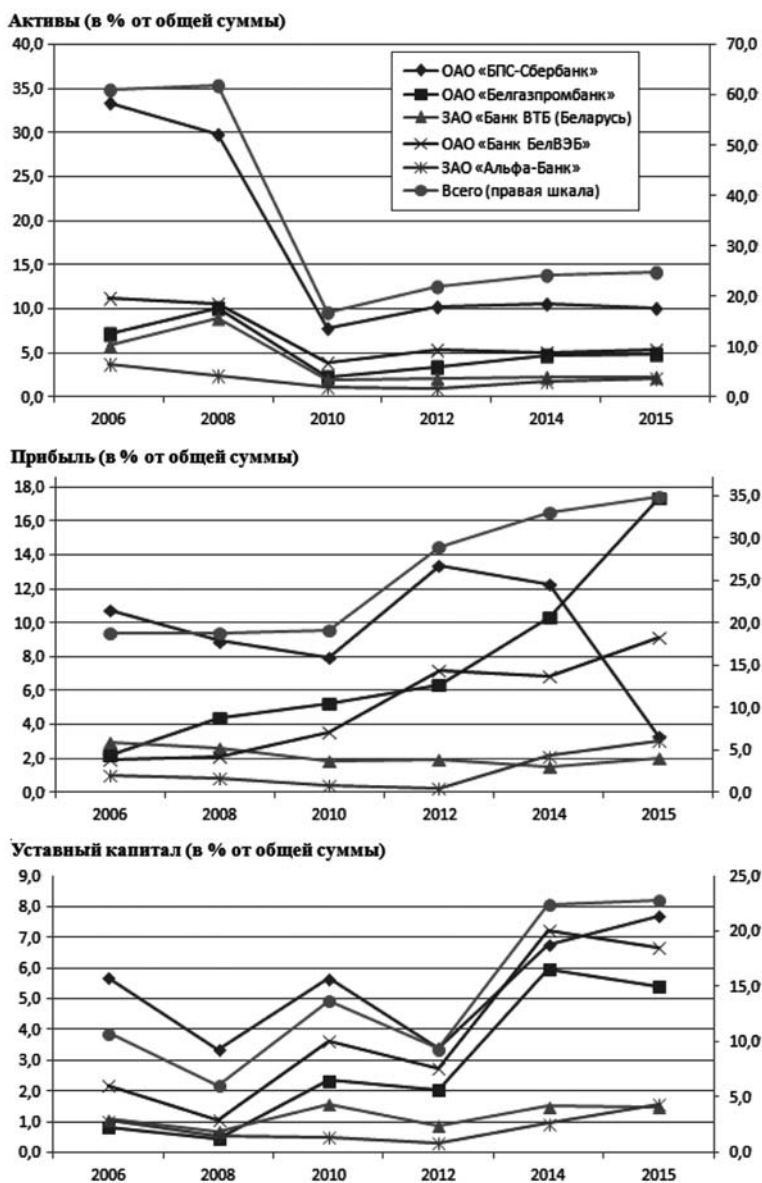 Активы (в % от общей суммы)
40,0 70,0
35,0 60,0
30,0 50,0
25,0 40,0
20,0 30,0
15,0 20,0
10,0 10,0
5,0 0,0
0,0
ОАО «БПС-Сбербанк»
ОАО «Белгазпромбанк»
ЗАО «Банк ВТБ (Беларусь)
ОАО «Банк БелВЭБ»
ЗАО «Альфа-Банк»
Всего (правая шкала)
2006 2008 2010 2012 2014 2015
Прибыль (в % от общей суммы)
18,0 35,0
16,0 30,0
14,0 25,0
12,0 20,0
10,0 15,0
8,0 10,0
6,0 5,0
4,0 0,0
2,0
0,0
2006 2008 2010 2012 2014 2015
Уставный капитал (в % от общей суммы)
9,0 25,0
8,0 20,0
7,0 15,0
6,0 10,0
5,0 5,0
4,0 0,0
3,0
2,0
1,0
0,0
2006 2008 2010 2012 2014 2015